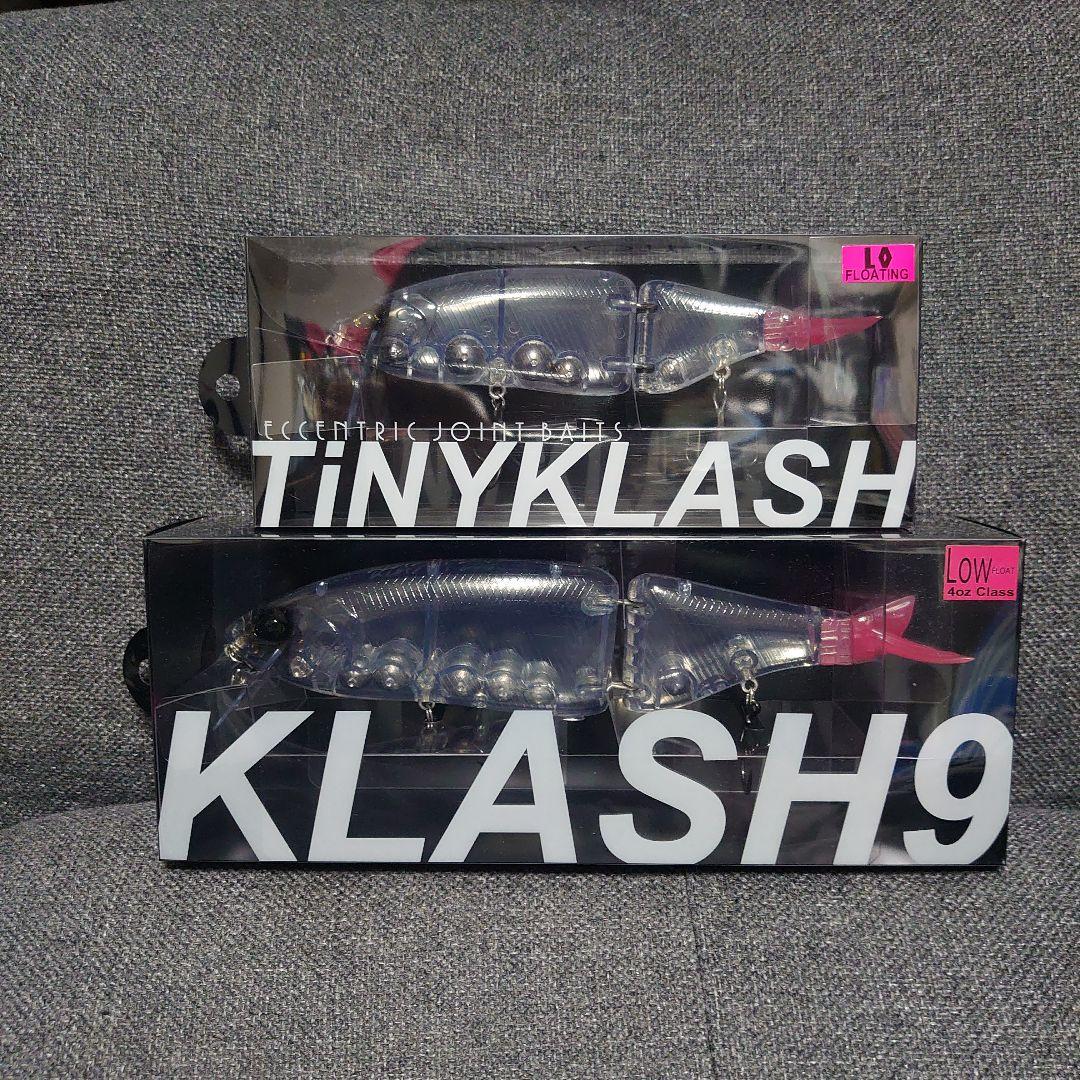 LO
FLOATING
ECCENTRIC JOINT BAITS
TiNYKLASH
LOW FLOAT
4oz Class
KLASH9